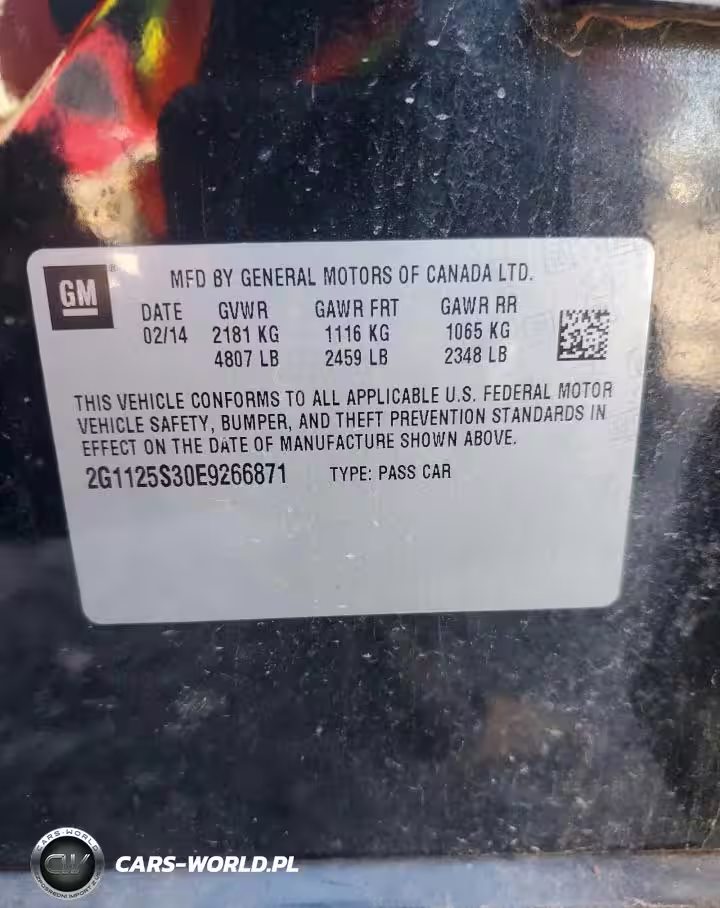 GM ®
MFD BY GENERAL MOTORS OF CANADA LTD.
DATE GVWR GAWR FRT GAWR RR
02/14 2181 KG 1116 KG 1065 KG
4807 LB 2459 LB 2348 LB
THIS VEHICLE CONFORMS TO ALL APPLICABLE U.S. FEDERAL MOTOR
VEHICLE SAFETY, BUMPER, AND THEFT PREVENTION STANDARDS IN
EFFECT ON THE DATE OF MANUFACTURE SHOWN ABOVE.
2G1125S30E9266871 TYPE: PASS CAR
CARS-WORLD
CW
CARS-WORLD.PL